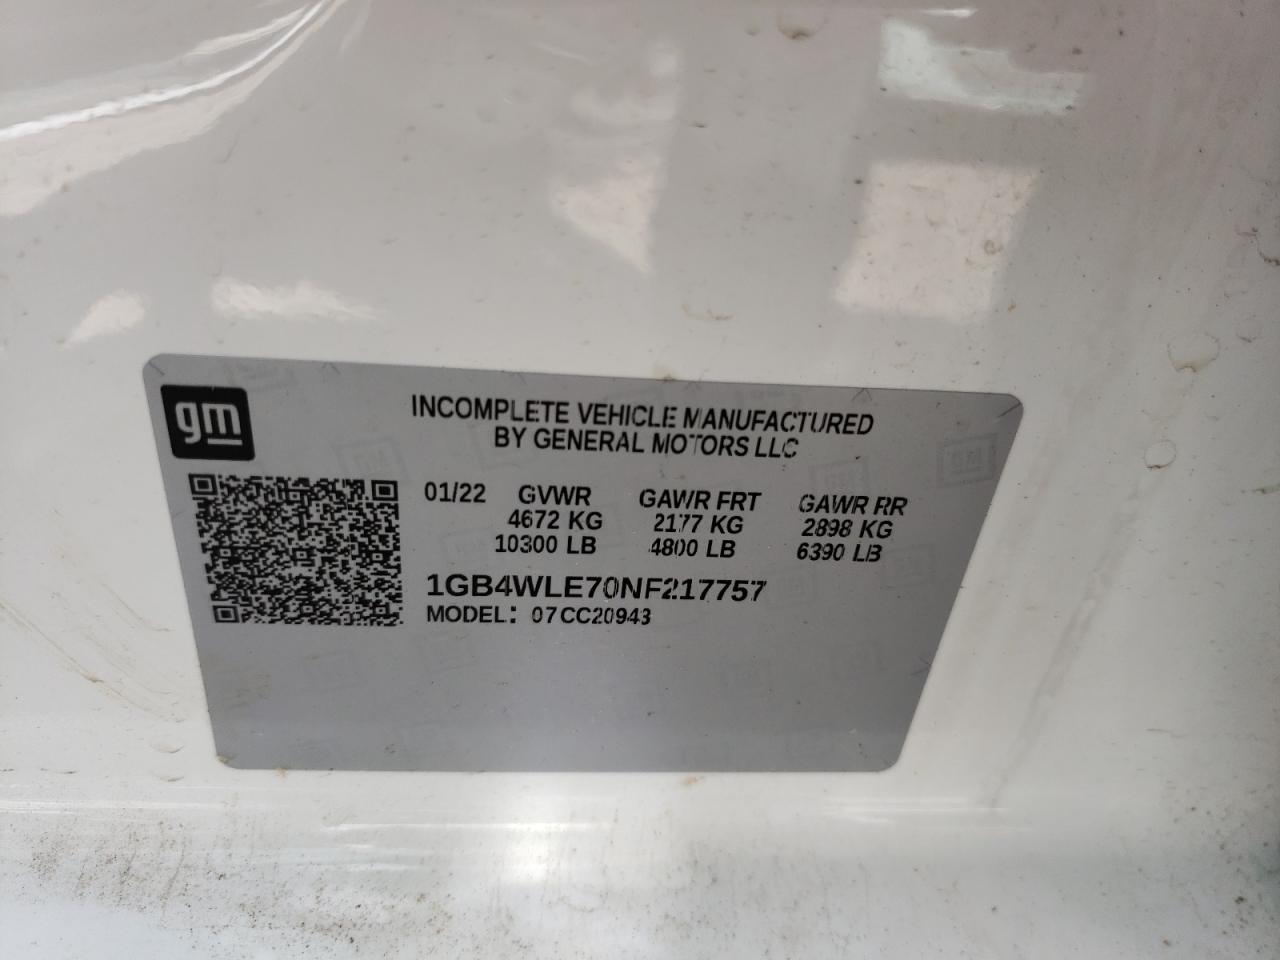 gm
INCOMPLETE VEHICLE MANUFACTURED
BY GENERAL MOTORS LLC
01/22 GVWR GAWR FRT GAWR RR
4672 KG 2177 KG 2898 KG
10300 LB 4800 LB 6390 LB
1GB4WLE70NF217757
MODEL: 07CC20943